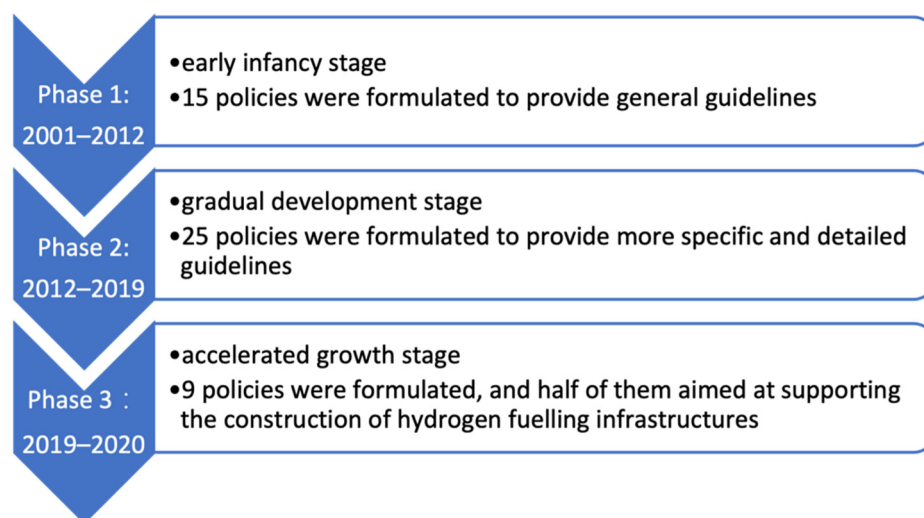 Phase 1:
2001–2012
•early infancy stage
•15 policies were formulated to provide general guidelines
Phase 2:
2012–2019
•gradual development stage
•25 policies were formulated to provide more specific and detailed
guidelines
Phase 3：
2019–2020
•accelerated growth stage
•9 policies were formulated, and half of them aimed at supporting
the construction of hydrogen fuelling infrastructures